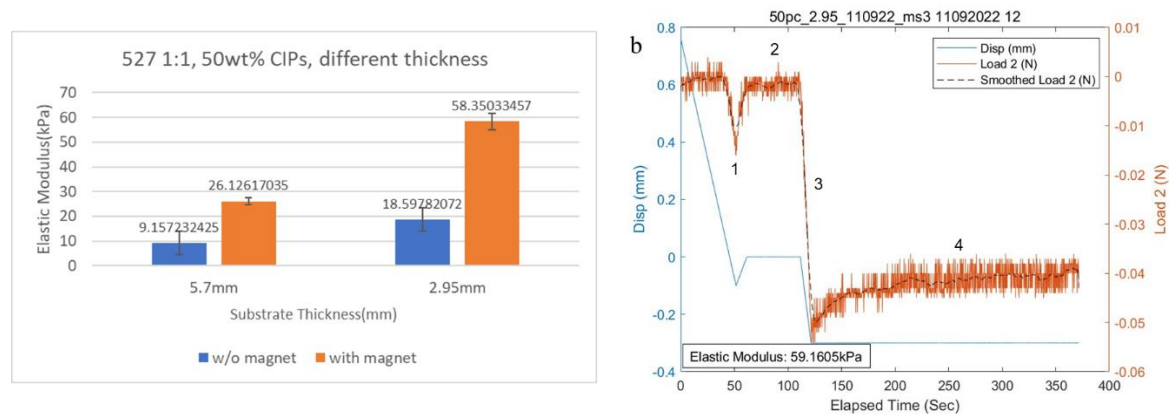 527 1:1, 50wt% CIPs, different thickness
Elastic Modulus(kPa)
70
60
50
40
30
20
10
0
9.157232425
26.12617035
18.59782072
58.35033457
5.7mm
2.95mm
Substrate Thickness(mm)
w/o magnet
with magnet
b
50pc_2.95_110922_ms3 11092022 12
Disp (mm)
Load 2 (N)
Smoothed Load 2 (N)
Disp (mm)
0.8
0.6
0.4
0.2
0
-0.2
-0.4
1
2
3
4
Elastic Modulus: 59.1605kPa
0 50 100 150 200 250 300 350 400
Elapsed Time (Sec)
0.01
0
-0.01
-0.02
-0.03
-0.04
-0.05
-0.06
Load 2 (N)